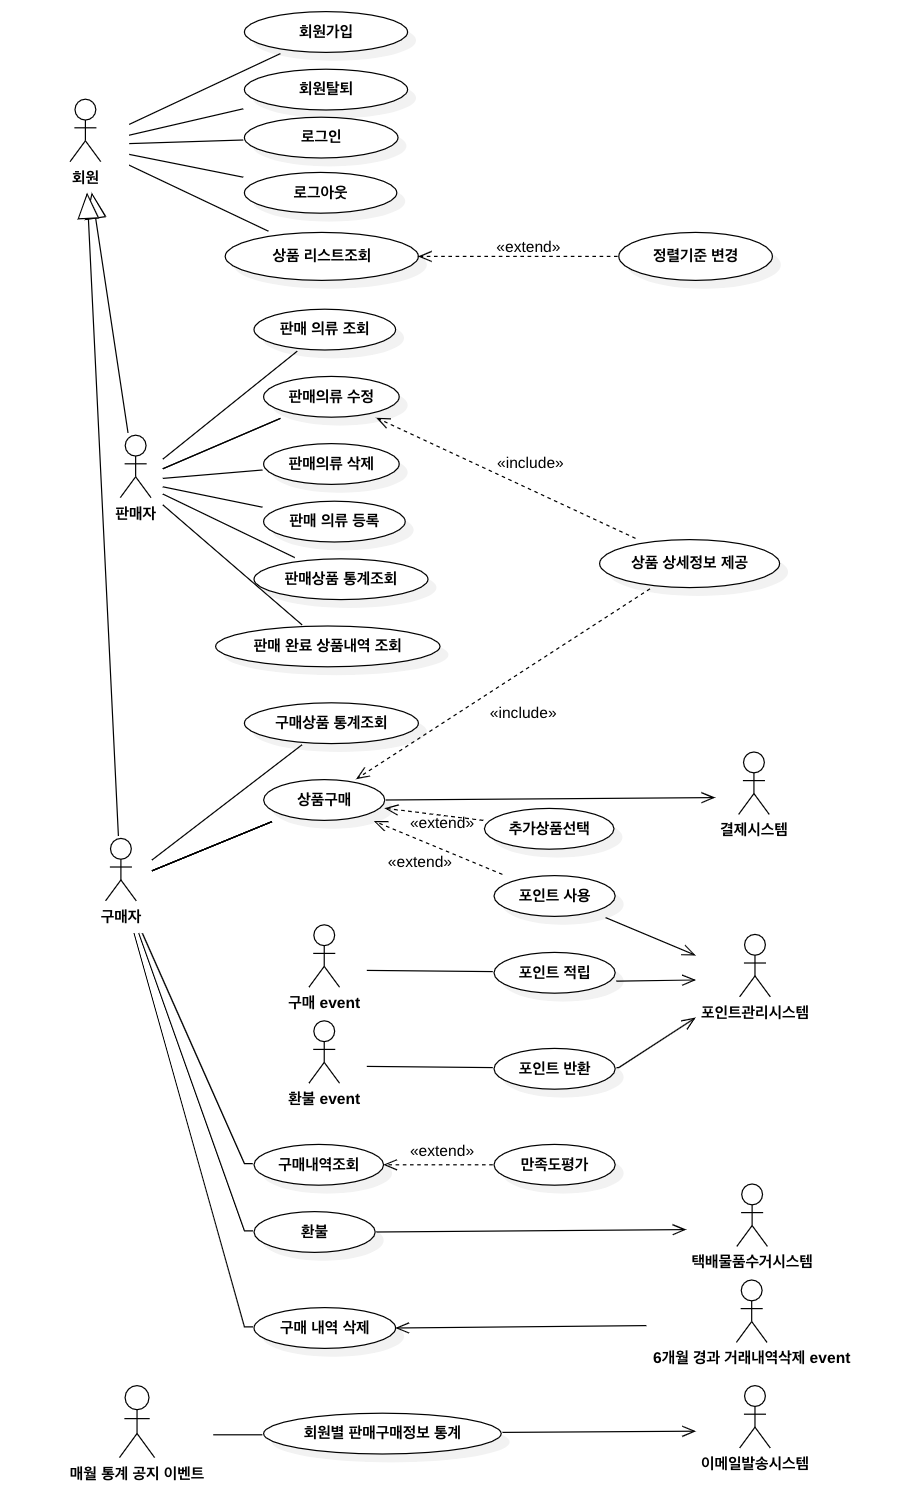 회원가입
회원탈퇴
로그인
회원
로그아웃
«extend»
상품 리스트조회
정렬기준 변경
판매 의류 조회
판매의류 수정
«include»
판매의류 삭제
판매자
판매 의류 등록
상품 상세정보 제공
판매상품 통계조회
판매 완료 상품내역 조회
«include»
구매상품 통계조회
상품구매
«extend»
추가상품선택
결제시스템
«extend»
포인트 사용
구매자
포인트 적립
구매 event
포인트관리시스템
포인트 반환
환불 event
«extend»
구매내역조회
만족도평가
환불
택배물품수거시스템
구매 내역 삭제
6개월 경과 거래내역삭제 event
회원별 판매구매정보 통계
이메일발송시스템
매월 통계 공지 이벤트